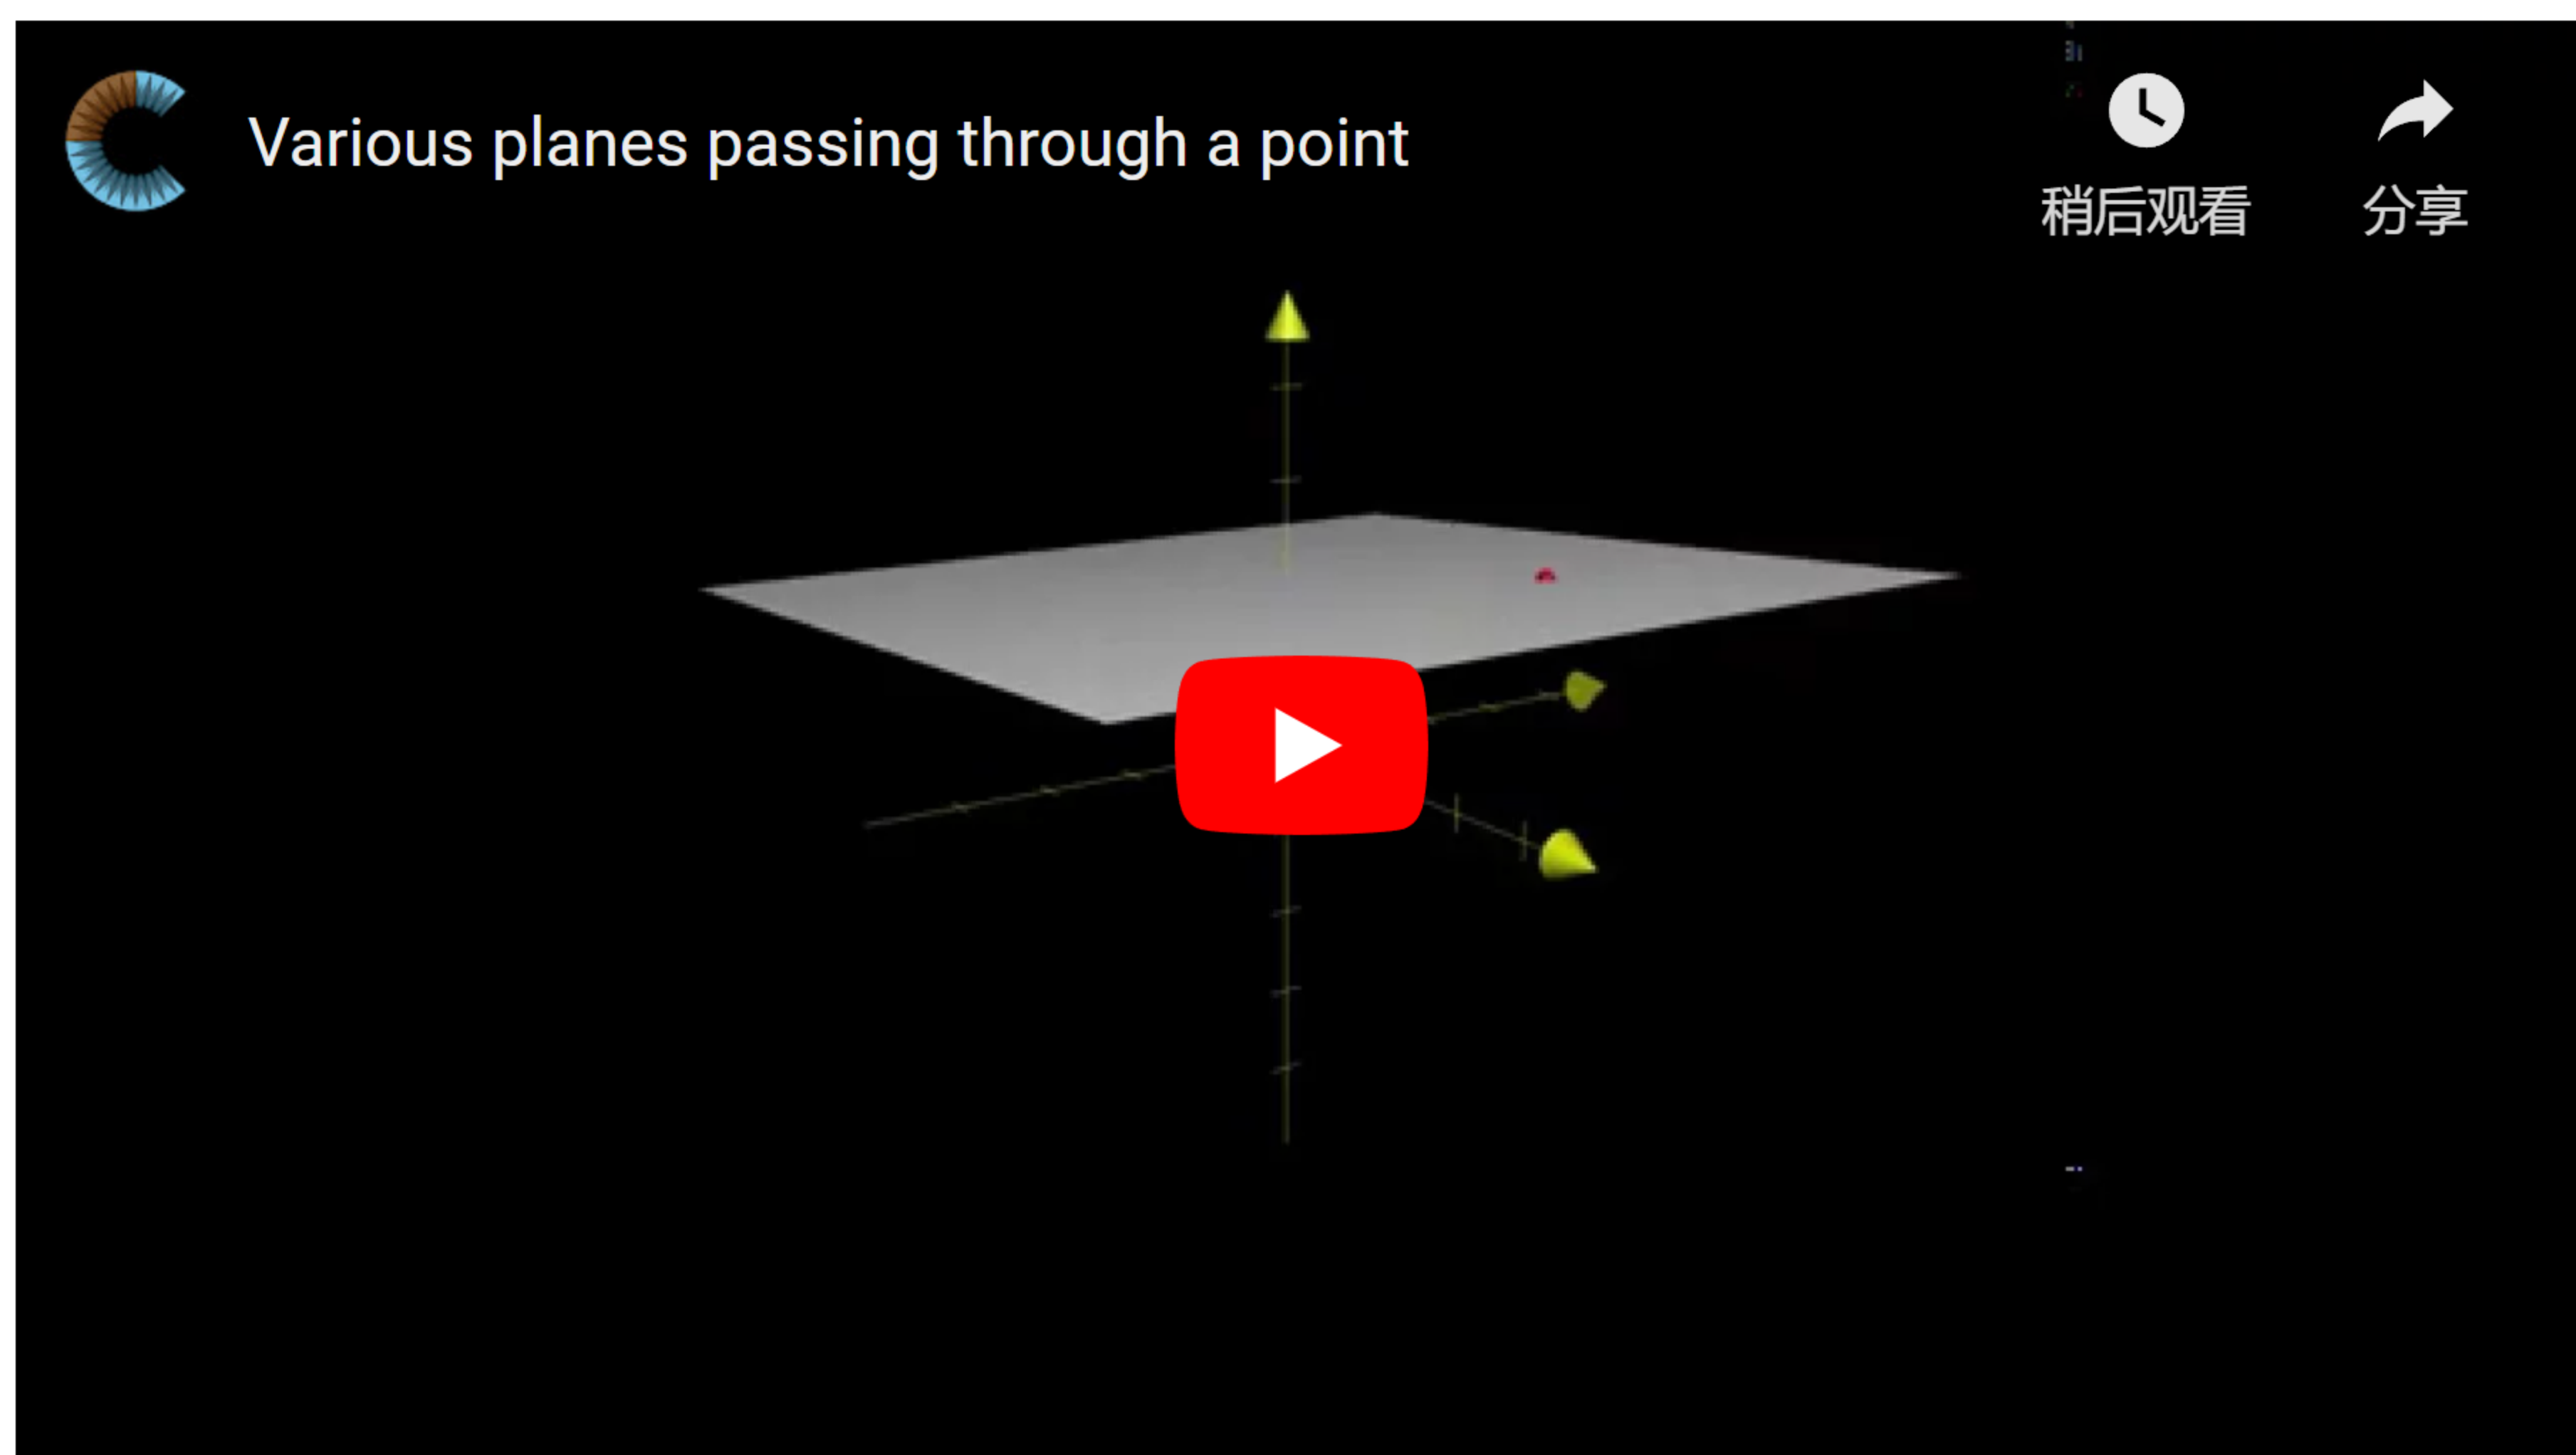 Various planes passing through a point
稍后观看
分享